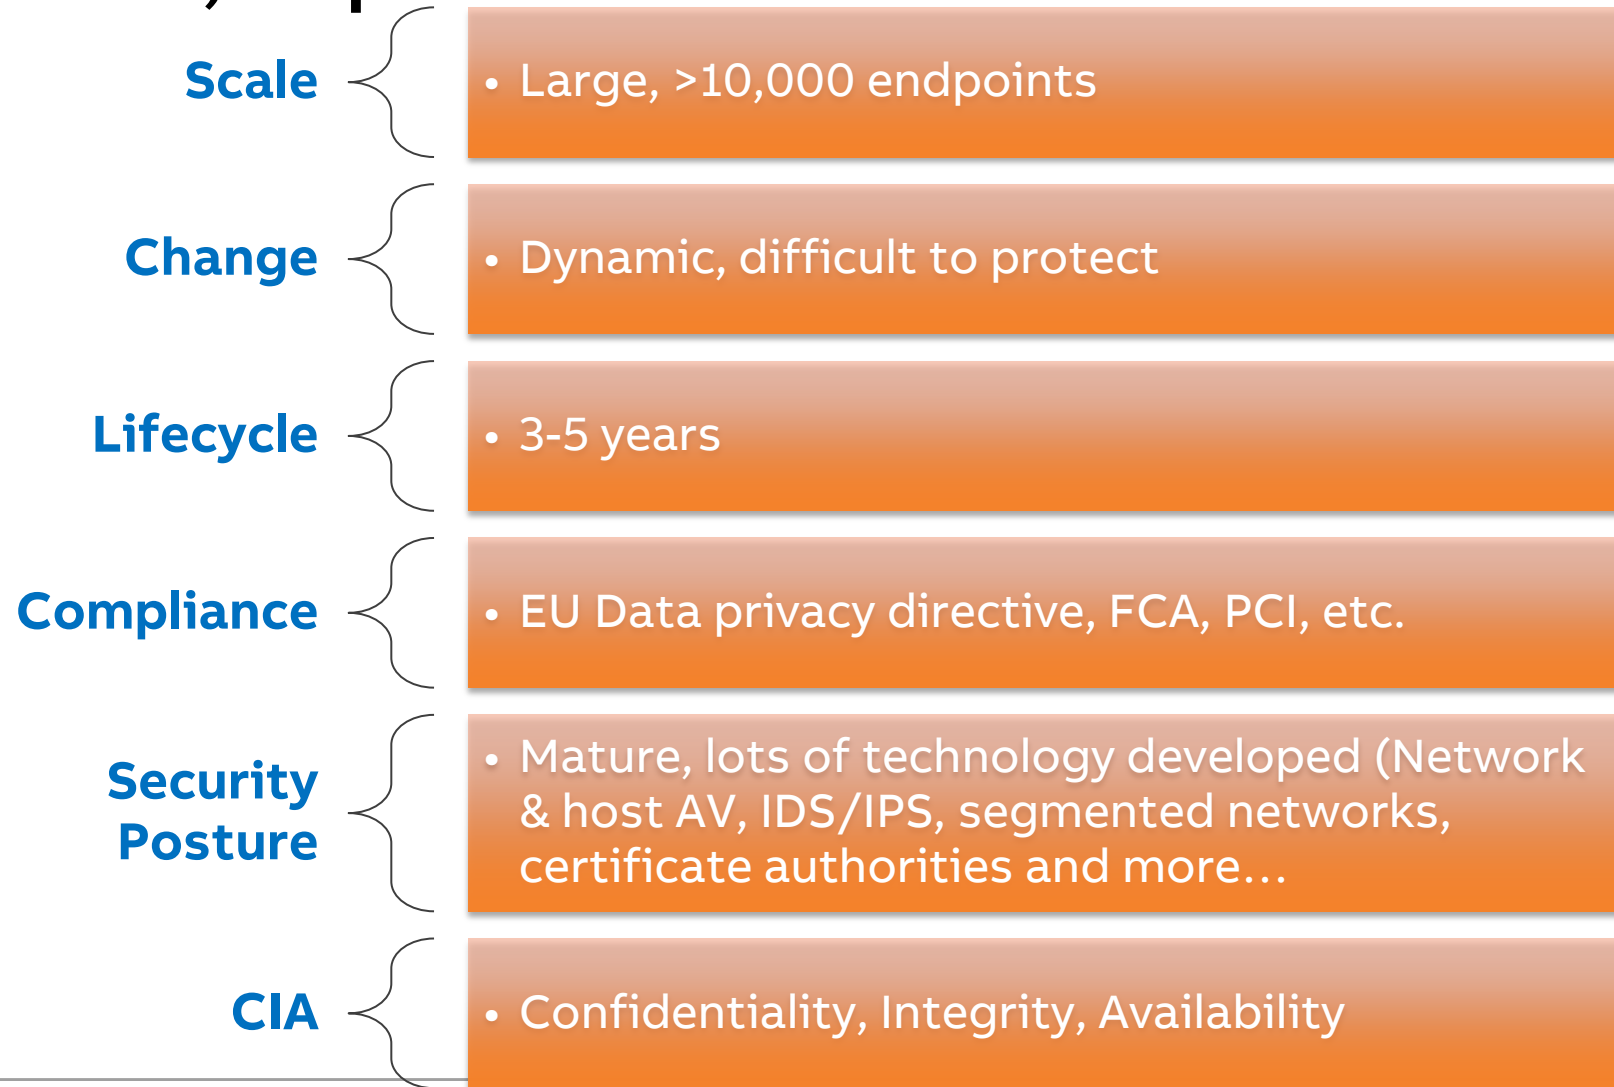 Scale
• Large, >10,000 endpoints
Change
• Dynamic, difficult to protect
Lifecycle
• 3-5 years
Compliance
• EU Data privacy directive, FCA, PCI, etc.
Security
Posture
• Mature, lots of technology developed (Network
& host AV, IDS/IPS, segmented networks,
certificate authorities and more…
CIA
• Confidentiality, Integrity, Availability